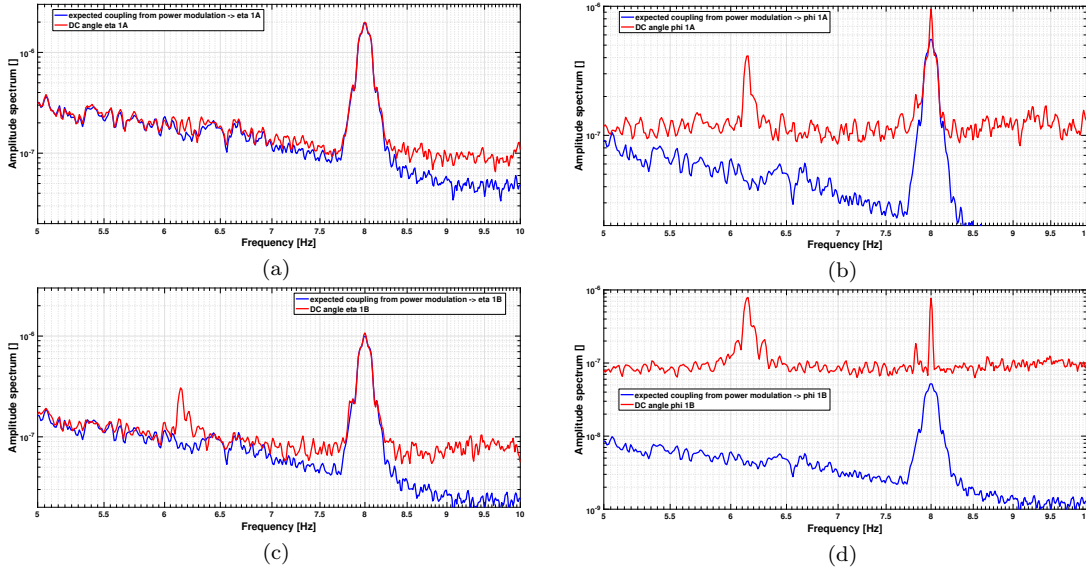 expected coupling from power modulation -> eta 1A
DC angle eta 1A
Amplitude spectrum []
10^-6
10^-7
5 5.5 6 6.5 7 7.5 8 8.5 9 9.5 10
Frequency [Hz]
(a)
expected coupling from power modulation -> phi 1A
DC angle phi 1A
Amplitude spectrum []
10^-6
10^-7
5 5.5 6 6.5 7 7.5 8 8.5 9 9.5 10
Frequency [Hz]
(b)
expected coupling from power modulation -> eta 1B
DC angle eta 1B
Amplitude spectrum []
10^-6
10^-7
5 5.5 6 6.5 7 7.5 8 8.5 9 9.5 10
Frequency [Hz]
(c)
expected coupling from power modulation -> phi 1B
DC angle phi 1B
Amplitude spectrum []
10^-6
10^-7
10^-8
10^-9
5 5.5 6 6.5 7 7.5 8 8.5 9 9.5 10
Frequency [Hz]
(d)